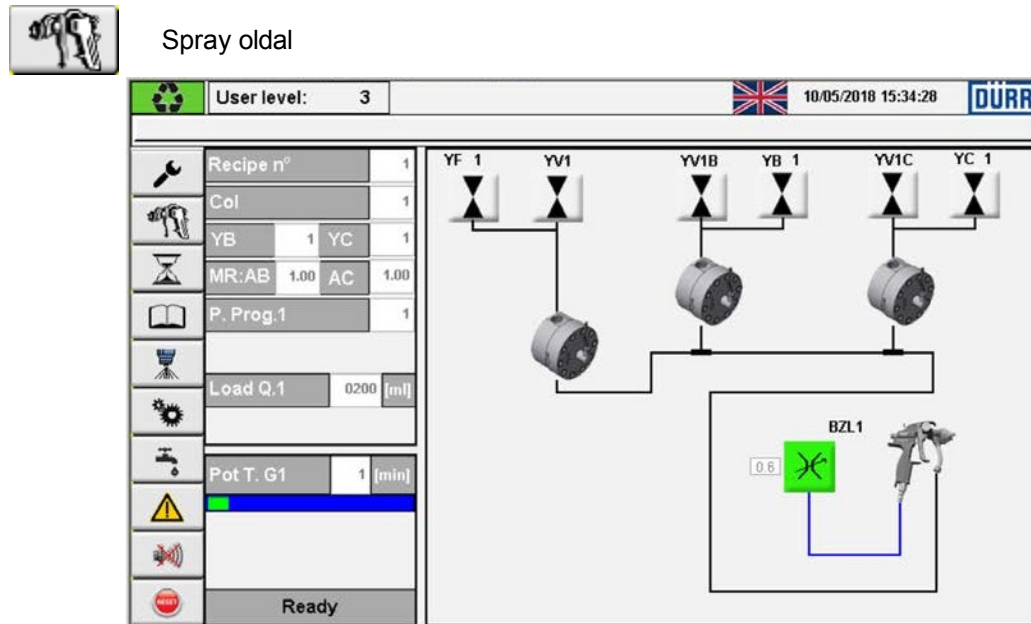 Spray oldal
User level: 3
10/05/2018 15:34:28
DÜRR
Recipe n° 1
Col 1
YB 1 YC 1
MR:AB 1.00 AC 1.00
P. Prog.1 1
Load Q.1 0200 [ml]
Pot T. G1 1 [min]
Ready
RESET
YF 1 YV1 YV1B YB 1 YV1C YC 1
BZL1
0.6